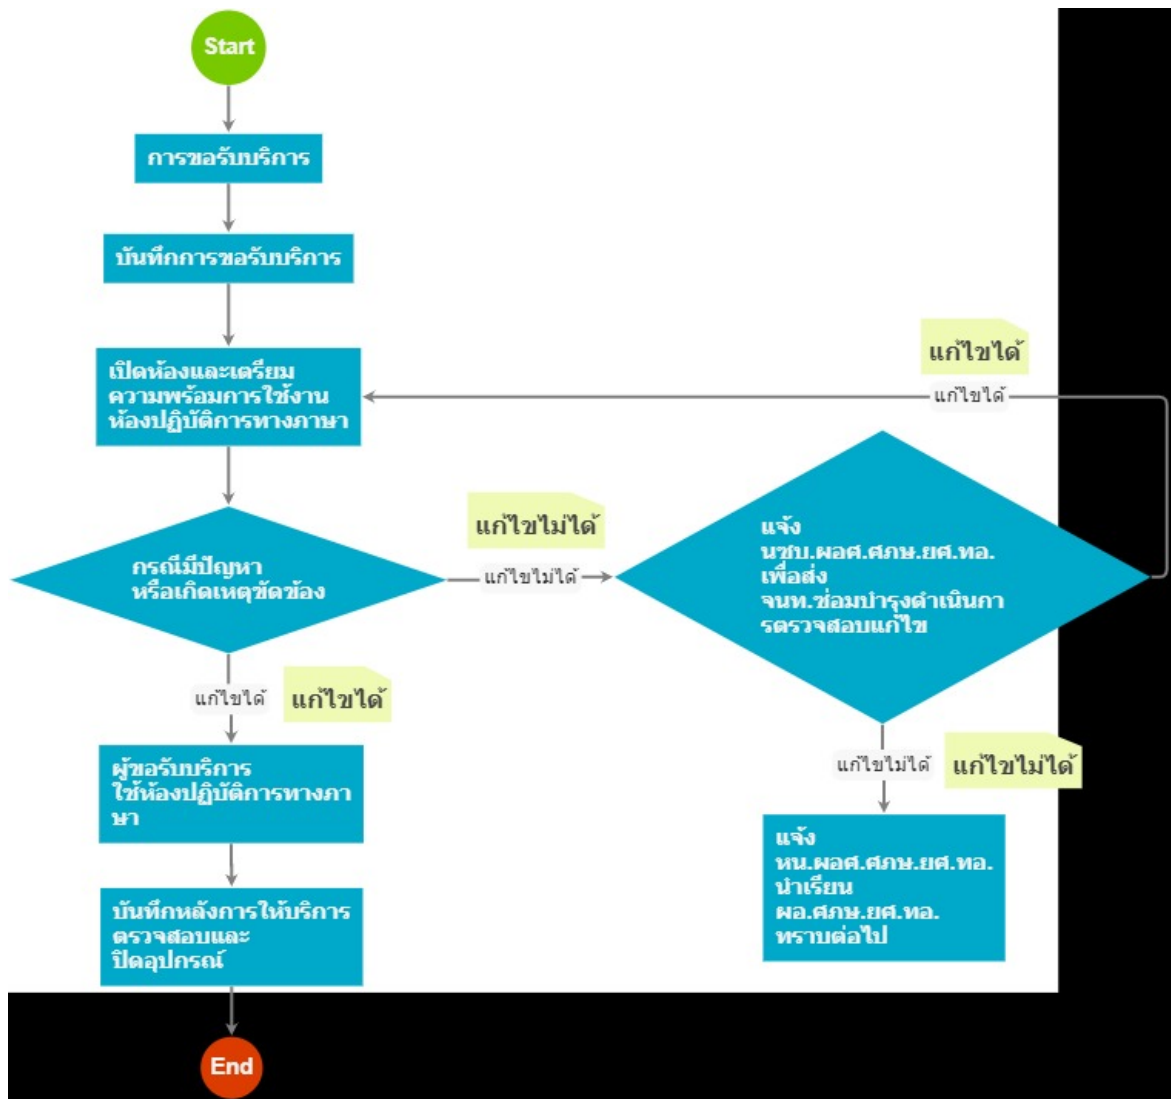 Start
การขอรับบริการ
บันทึกการขอรับบริการ
เปิดห้องและเตรียม
ความพร้อมการใช้งาน
ห้องปฏิบัติการทางภาษา
แก้ไขได้
แก้ไขได้
กรณีมีปัญหา
หรือเกิดเหตุขัดข้อง
แก้ไขไม่ได้
แก้ไขไม่ได้
แจ้ง
นชบ.ผอศ.ศภษ.ยศ.ทอ.
เพื่อส่ง
จนท.ซ่อมบำรุงดำเนินกา
รตรวจสอบแก้ไข
แก้ไขได้
แก้ไขได้
ผู้ขอรับบริการ
ใช้ห้องปฏิบัติการทางภา
ษา
แก้ไขไม่ได้
แก้ไขไม่ได้
แจ้ง
หน.ผอศ.ศภษ.ยศ.ทอ.
นำเรียน
ผอ.ศภษ.ยศ.ทอ.
ทราบต่อไป
บันทึกหลังการให้บริการ
ตรวจสอบและ
ปิดอุปกรณ์
End